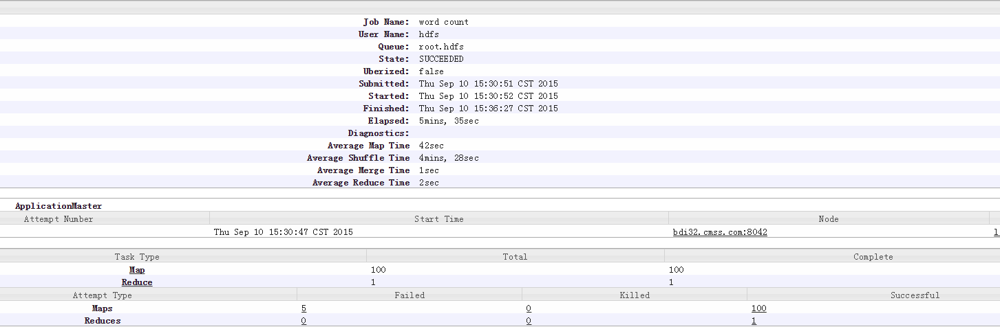 Job Name: word count
User Name: hdfs
Queue: root.hdfs
State: SUCCEEDED
Uberized: false
Submitted: Thu Sep 10 15:30:51 CST 2015
Started: Thu Sep 10 15:30:52 CST 2015
Finished: Thu Sep 10 15:36:27 CST 2015
Elapsed: 5mins, 35sec
Diagnostics:
Average Map Time 42sec
Average Shuffle Time 4mins, 28sec
Average Merge Time 1sec
Average Reduce Time 2sec
ApplicationMaster
Attempt Number Start Time Node
Thu Sep 10 15:30:47 CST 2015 bdi32.cmss.com:8042 l
Task Type Total Complete
Map 100 100
Reduce 1 1
Attempt Type Failed Killed Successful
Maps 5 0 100
Reduces 0 0 1